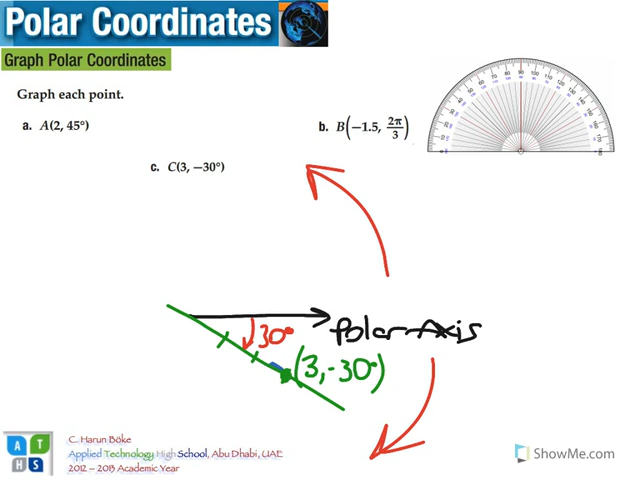 Polar Coordinates
Graph Polar Coordinates
Graph each point.
a. A(2, 45°)
b. B(−1.5, 2π/3)
c. C(3, −30°)
Polar Axis
30°
(3, −30°)
A T
H S
C. Harun Böke
Applied Technology High School, Abu Dhabi, UAE
2012 – 2013 Academic Year
ShowMe.com